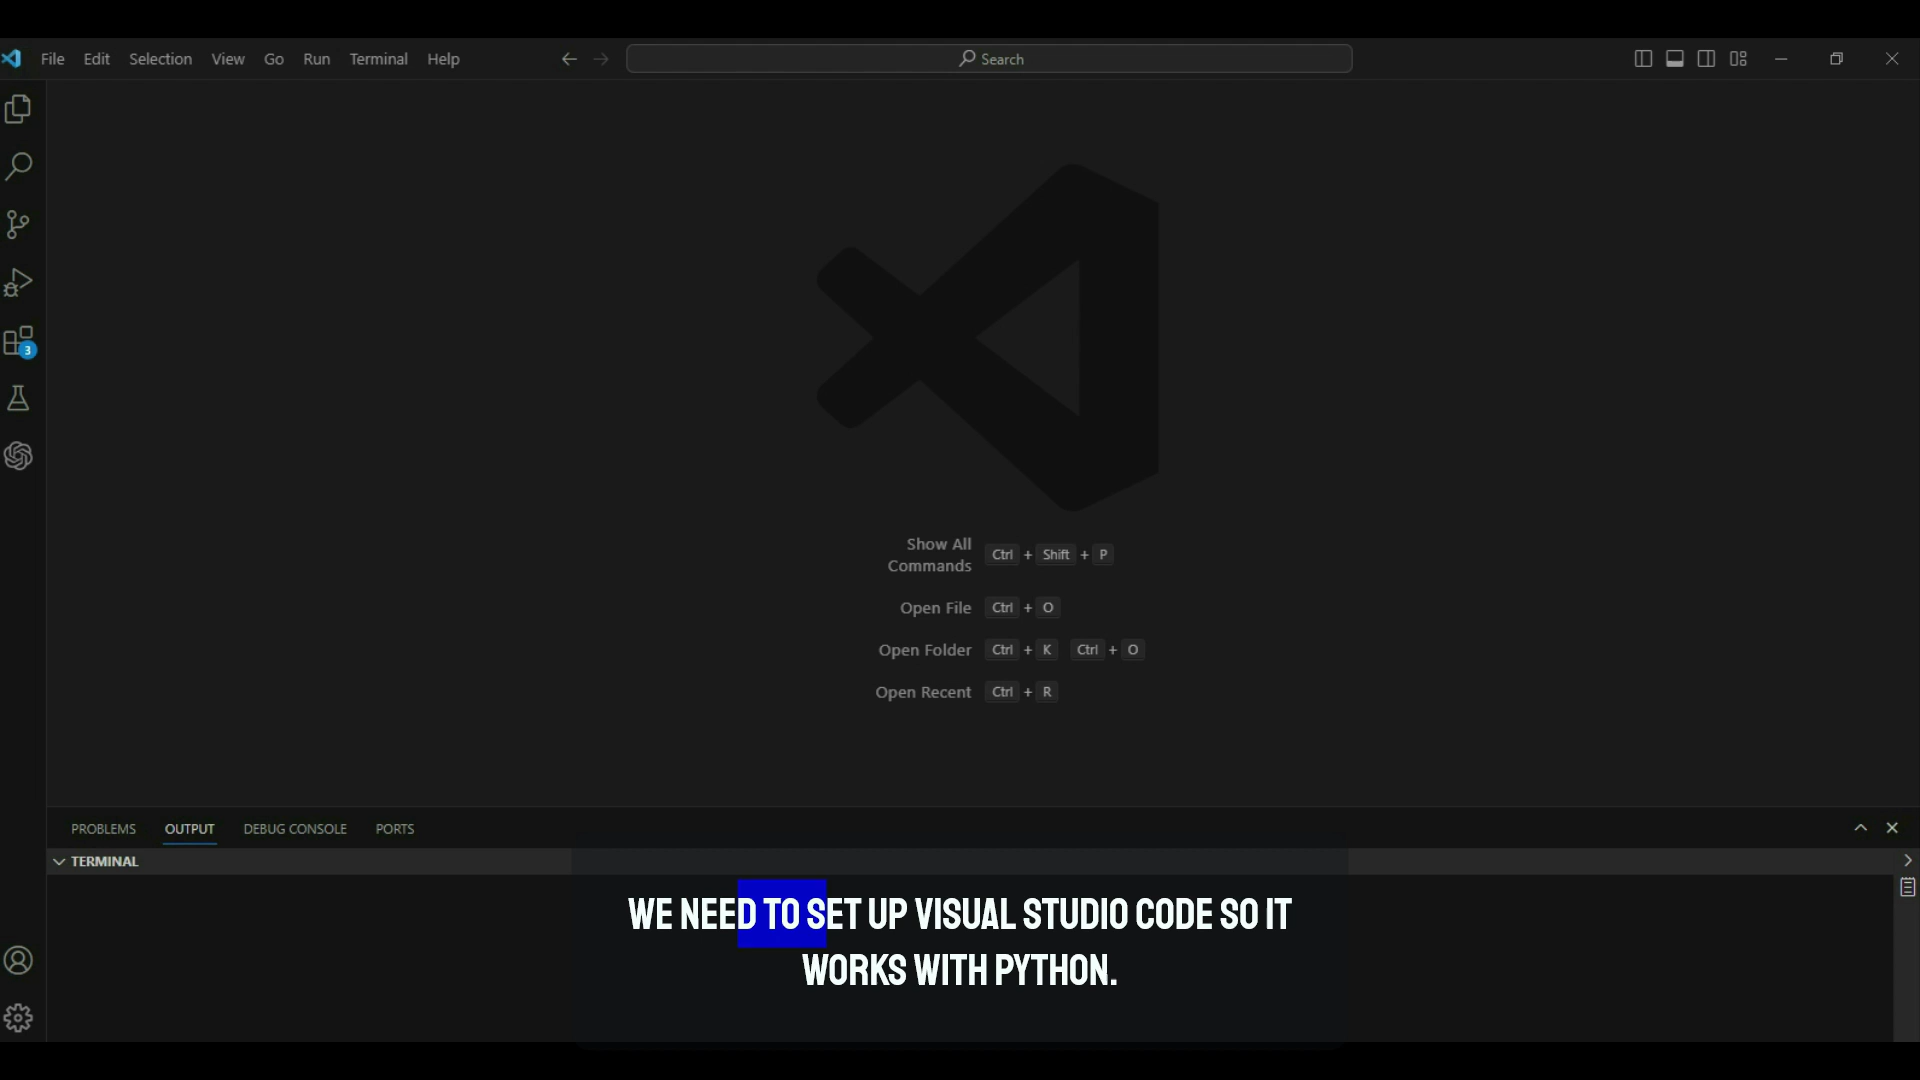 File Edit Selection View Go Run Terminal Help
Search
3
Show All
Commands Ctrl + Shift + P
Open File Ctrl + O
Open Folder Ctrl + K Ctrl + O
Open Recent Ctrl + R
PROBLEMS OUTPUT DEBUG CONSOLE PORTS
TERMINAL
WE NEED TO SET UP VISUAL STUDIO CODE SO IT
WORKS WITH PYTHON.